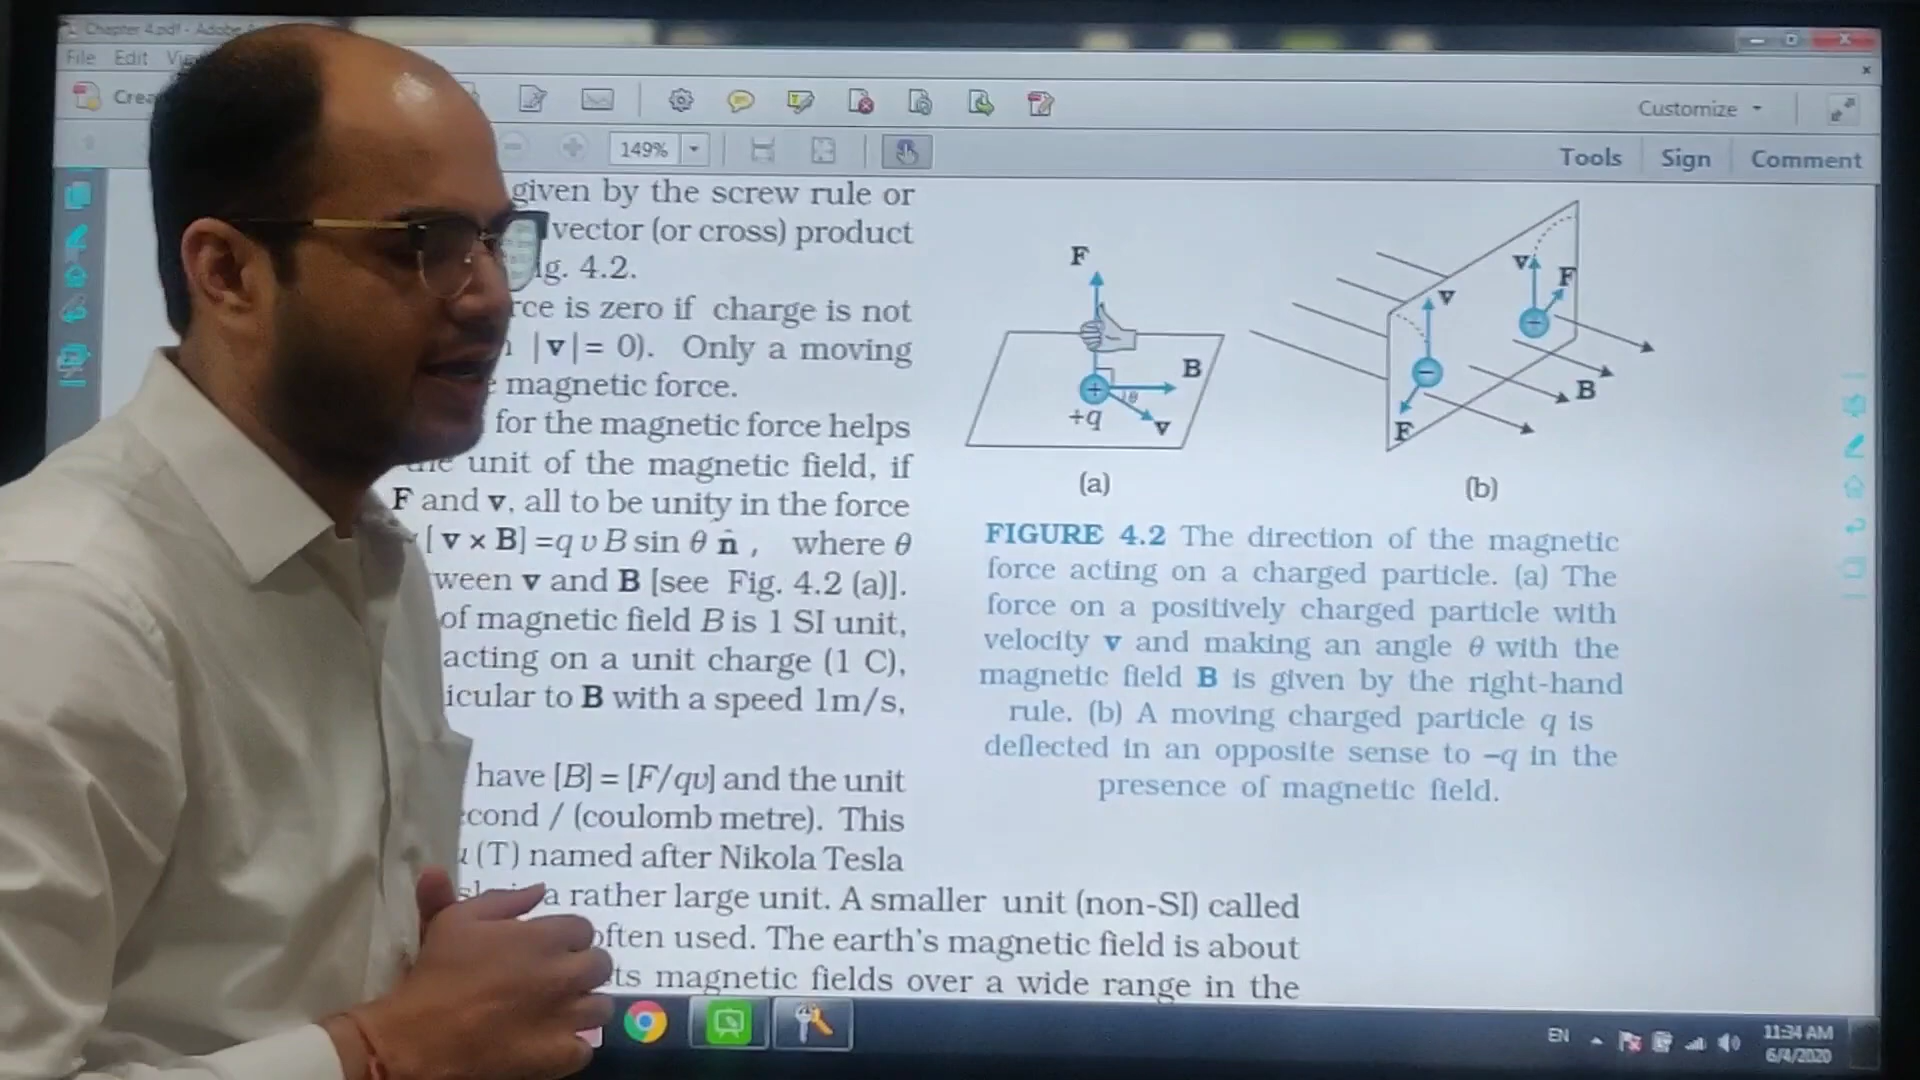 Chapter 4.pdf - Adobe
File Edit
Customize
149%
Tools Sign Comment
given by the screw rule or
vector (or cross) product
ig. 4.2.
rce is zero if charge is not
|v|= 0). Only a moving
magnetic force.
for the magnetic force helps
unit of the magnetic field, if
F and v, all to be unity in the force
[ v × B] =q υ B sin θ n̂ , where θ
ween v and B [see Fig. 4.2 (a)].
of magnetic field B is 1 SI unit,
acting on a unit charge (1 C),
icular to B with a speed 1m/s,
have [B] = [F/qυ] and the unit
cond / (coulomb metre). This
(T) named after Nikola Tesla
a rather large unit. A smaller unit (non-SI) called
often used. The earth's magnetic field is about
ts magnetic fields over a wide range in the
F
B
θ
+
+q
v
(a)
v
F
v
−
−
B
F
(b)
FIGURE 4.2 The direction of the magnetic
force acting on a charged particle. (a) The
force on a positively charged particle with
velocity v and making an angle θ with the
magnetic field B is given by the right-hand
rule. (b) A moving charged particle q is
deflected in an opposite sense to –q in the
presence of magnetic field.
EN
11:34 AM
6/4/2020